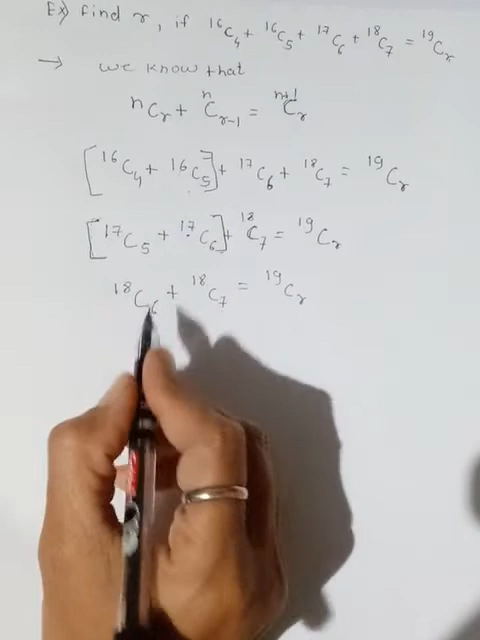 Ex) find r, if ¹⁶C₄ + ¹⁶C₅ + ¹⁷C₆ + ¹⁸C₇ = ¹⁹Cᵣ
→ we know that
ⁿCᵣ + ⁿCᵣ₋₁ = ⁿ⁺¹Cᵣ
[¹⁶C₄ + ¹⁶C₅] + ¹⁷C₆ + ¹⁸C₇ = ¹⁹Cᵣ
[¹⁷C₅ + ¹⁷C₆] + ¹⁸C₇ = ¹⁹Cᵣ
¹⁸C₆ + ¹⁸C₇ = ¹⁹Cᵣ